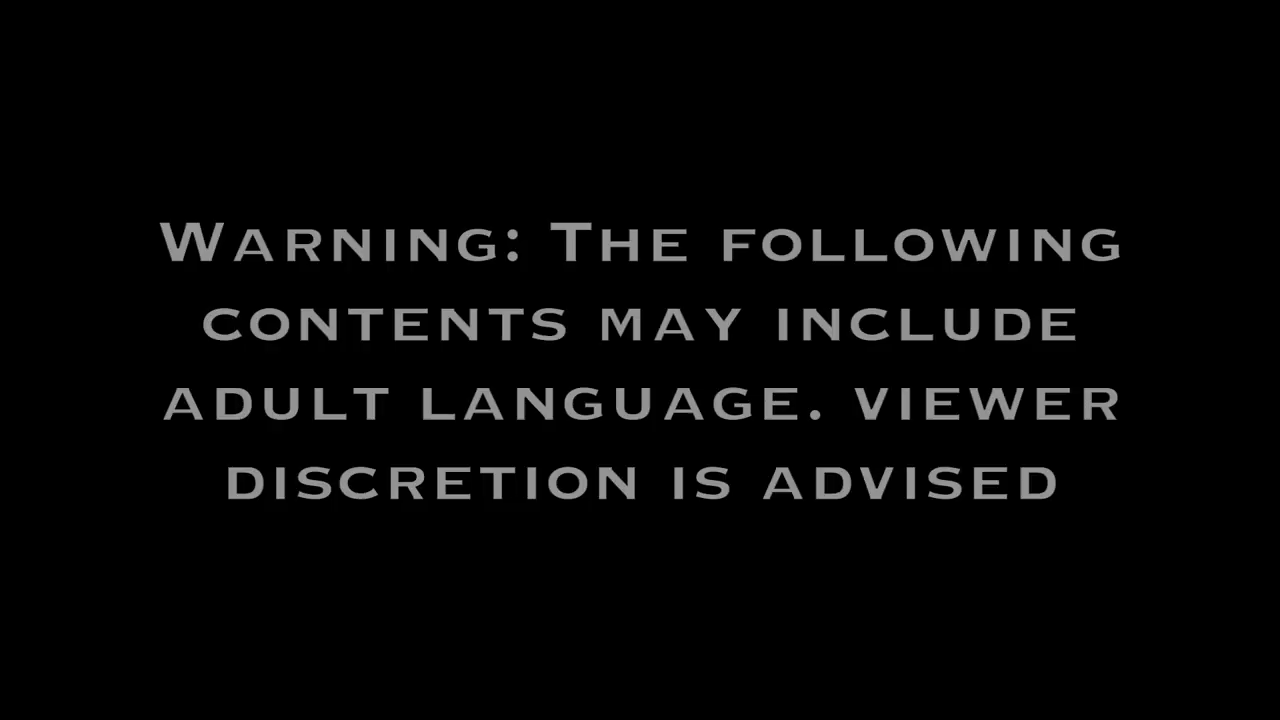 Warning: The following
contents may include
adult language. viewer
discretion is advised